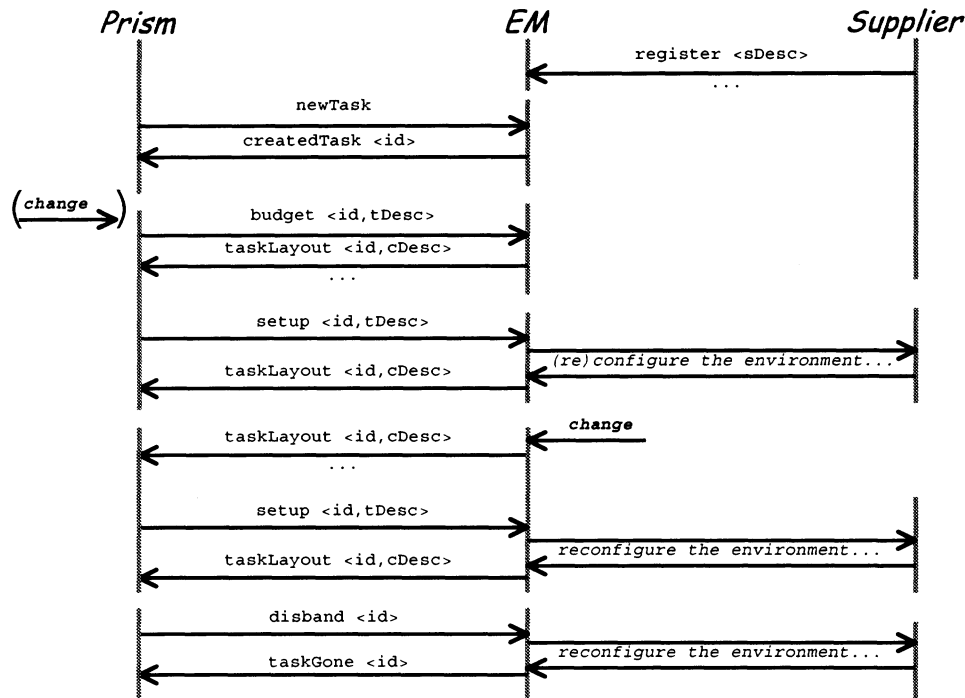 Prism EM Supplier
register <sDesc>
...
newTask
createdTask <id>
(change)
budget <id,tDesc>
taskLayout <id,cDesc>
...
setup <id,tDesc>
(re)configure the environment...
taskLayout <id,cDesc>
change
taskLayout <id,cDesc>
...
setup <id,tDesc>
reconfigure the environment...
taskLayout <id,cDesc>
disband <id>
reconfigure the environment...
taskGone <id>